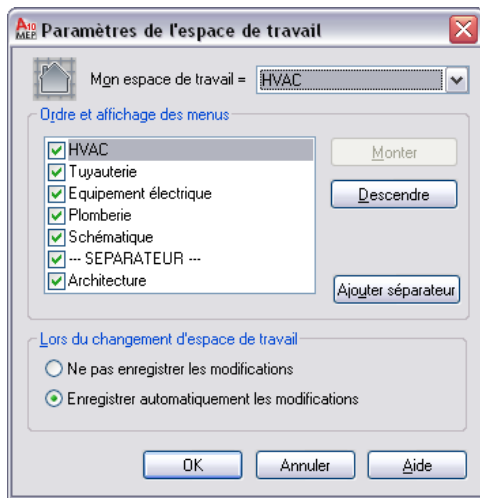 A10
MEP
Paramètres de l'espace de travail
Mon espace de travail =
HVAC
Ordre et affichage des menus
HVAC
Tuyauterie
Equipement électrique
Plomberie
Schématique
--- SEPARATEUR ---
Architecture
Monter
Descendre
Ajouter séparateur
Lors du changement d'espace de travail
Ne pas enregistrer les modifications
Enregistrer automatiquement les modifications
OK
Annuler
Aide